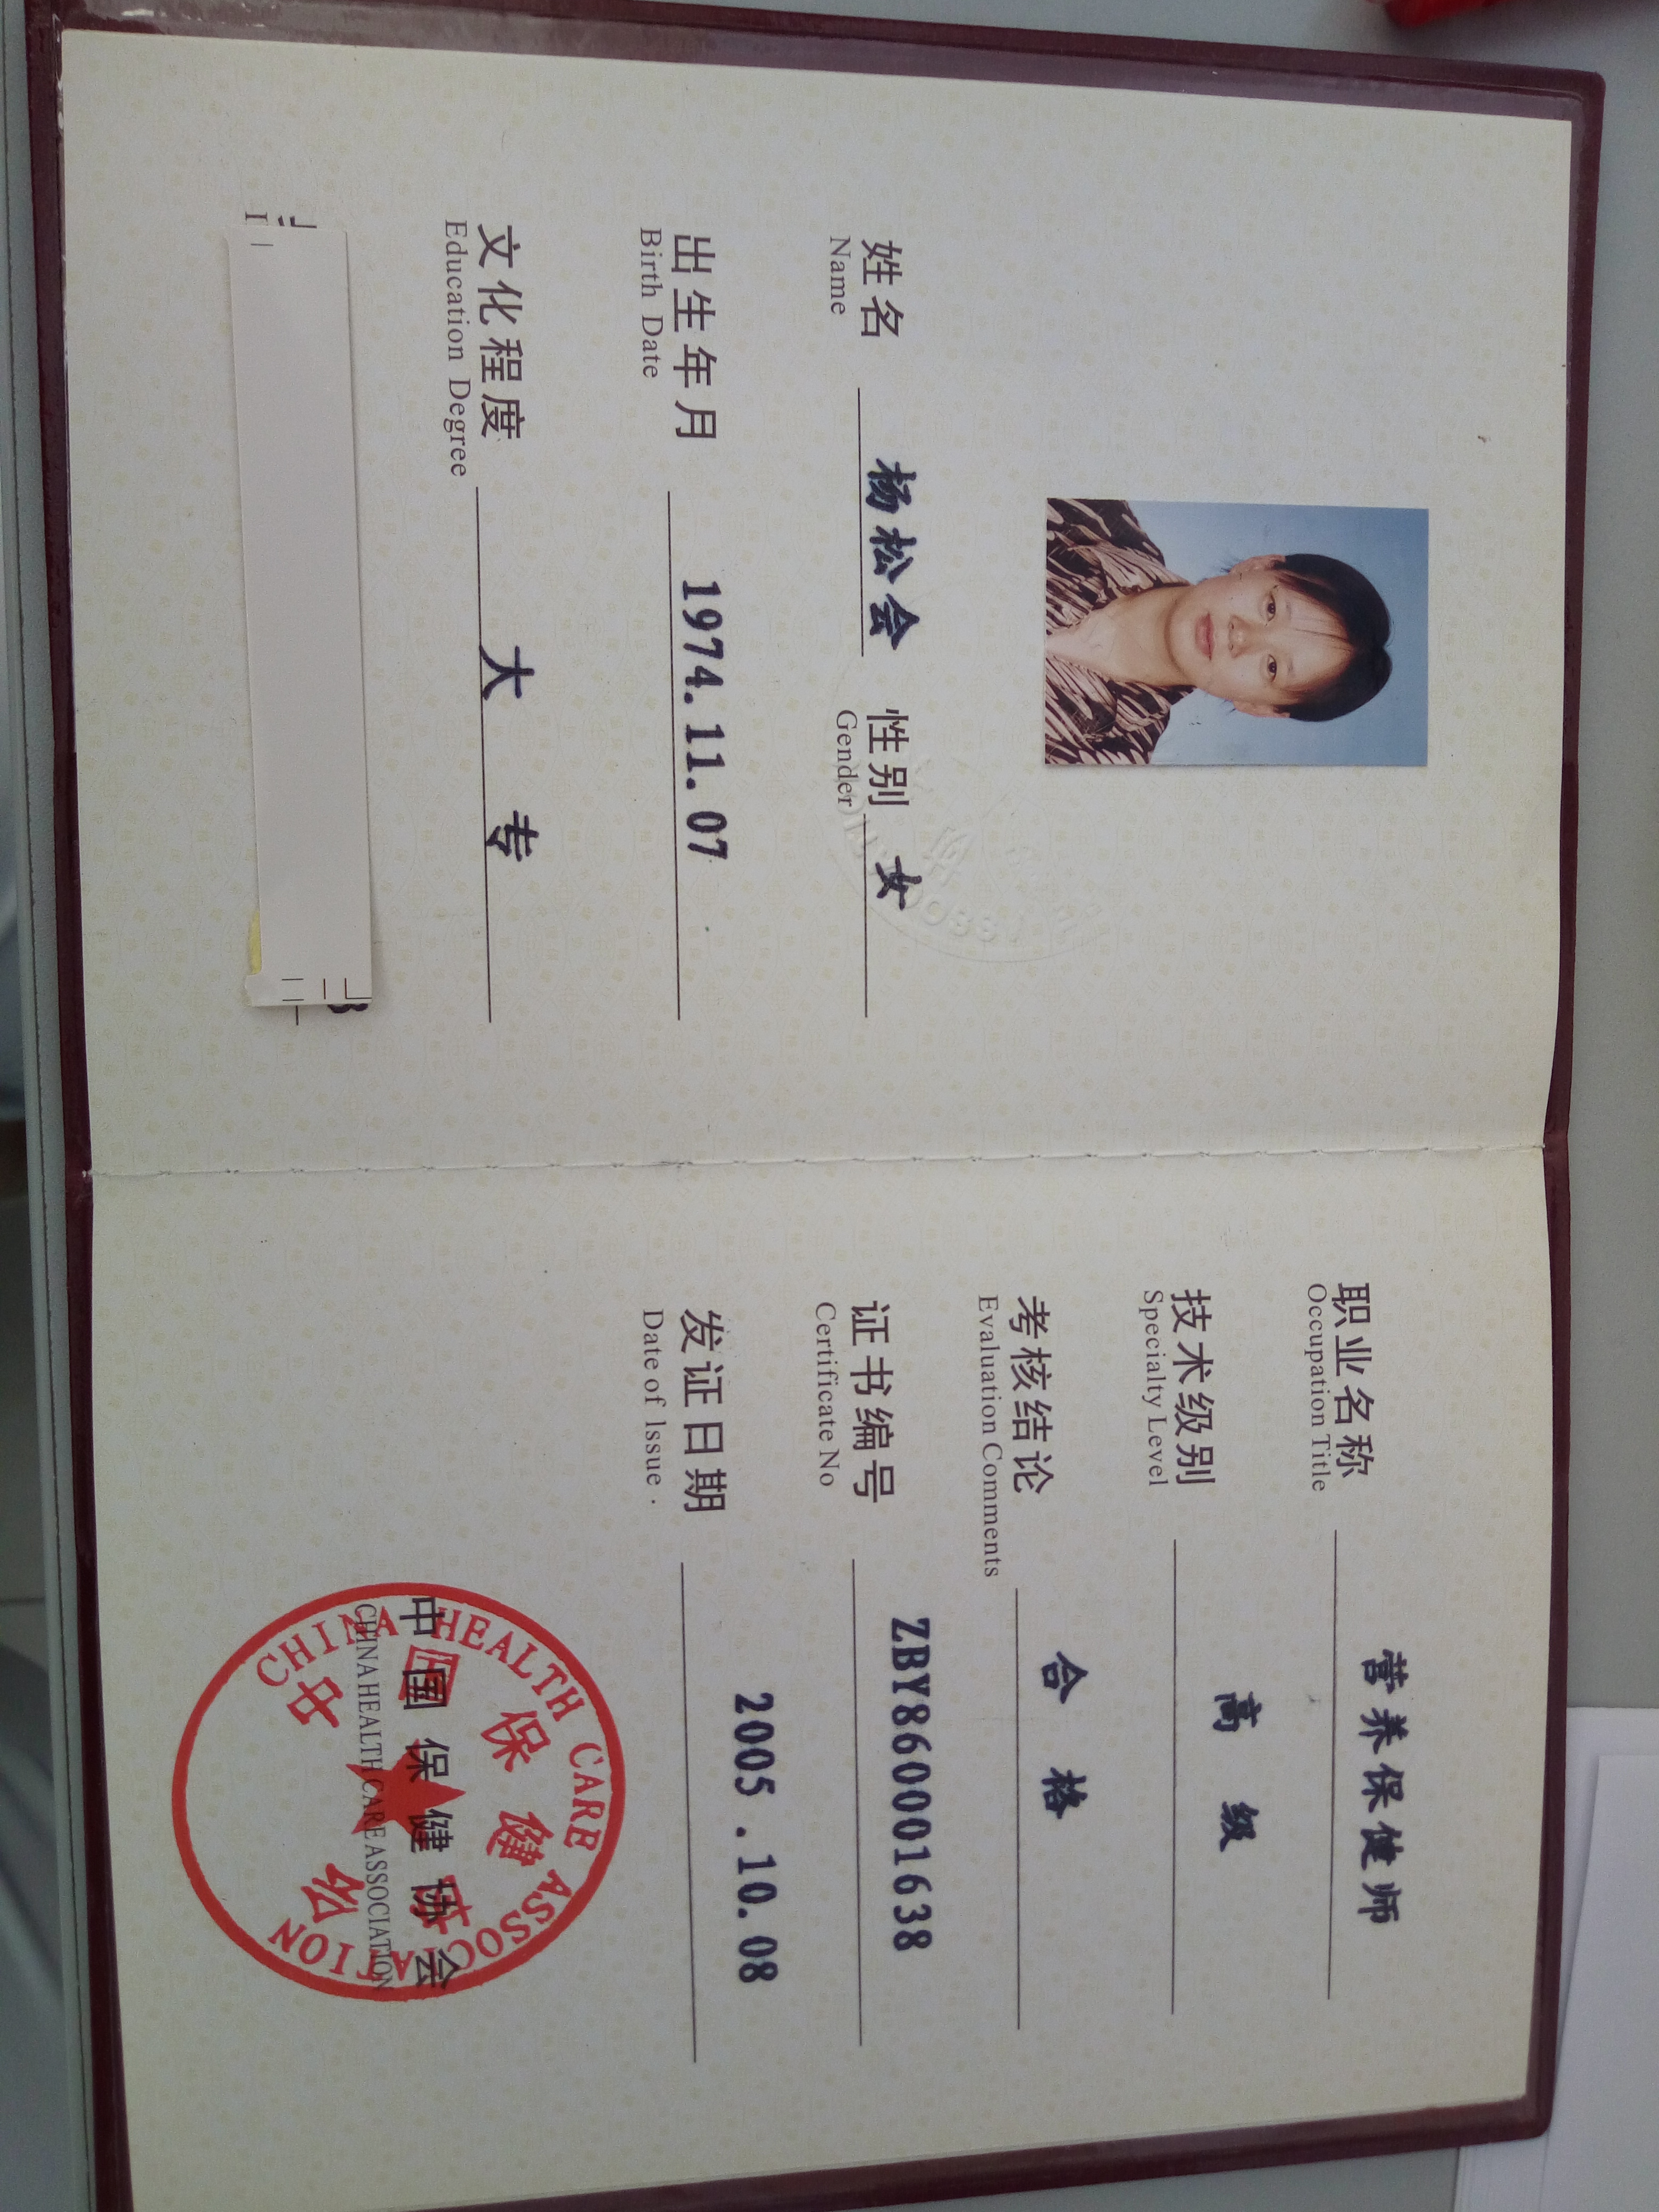 姓名 杨松会 性别 女
Name Gender
出生年月 1974.11.07
Birth Date
文化程度 大专
Education Degree
职业名称 营养保健师
Occupation Title
技术级别 高级
Specialty Level
考核结论 合格
Evaluation Comments
证书编号 ZBY8600001638
Certificate No
发证日期 2005.10.08
Date of Issue
中国保健协会
CHINA HEALTH CARE ASSOCIATION
CHINA HEALTH CARE ASSOCIATION
中国保健协会